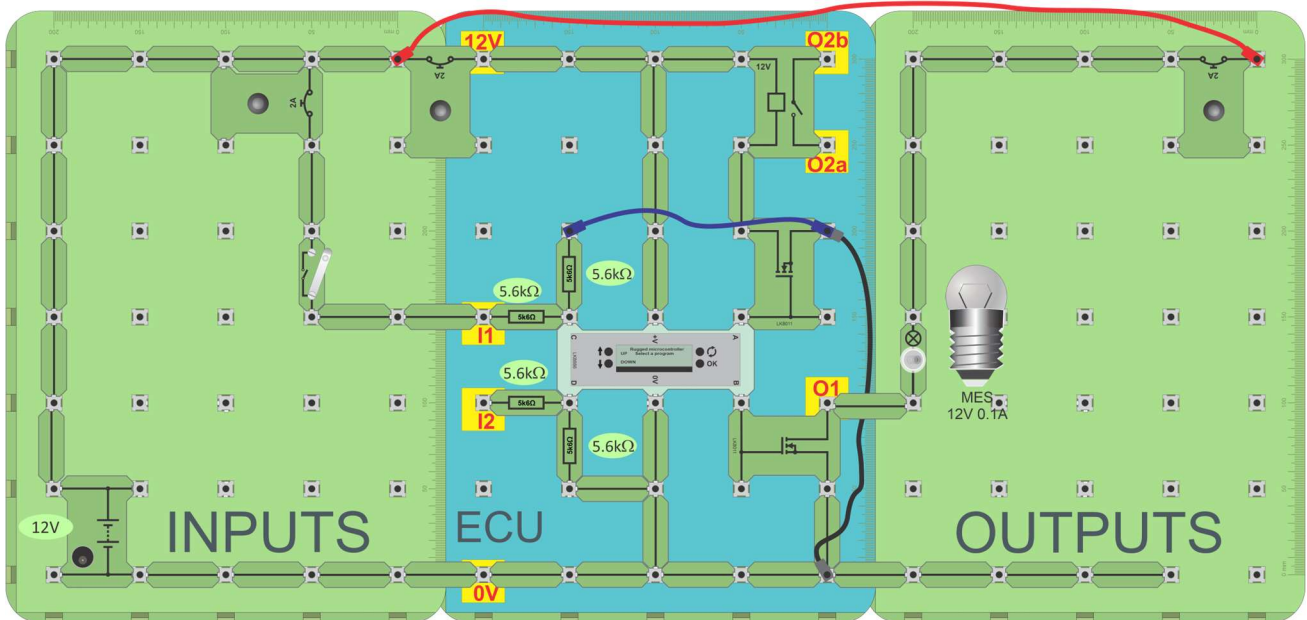 12V
O2b
2A
2A
12V
2A
O2a
5.6kΩ
5k6Ω
5.6kΩ
5k6Ω
I1
LK8011
C
+V
A
Rugged microcontroller
Select a program
UP
DOWN
OK
D
0V
B
5.6kΩ
5k6Ω
I2
O1
MES
12V 0.1A
5k6Ω
5.6kΩ
12V
INPUTS
ECU
OUTPUTS
0V